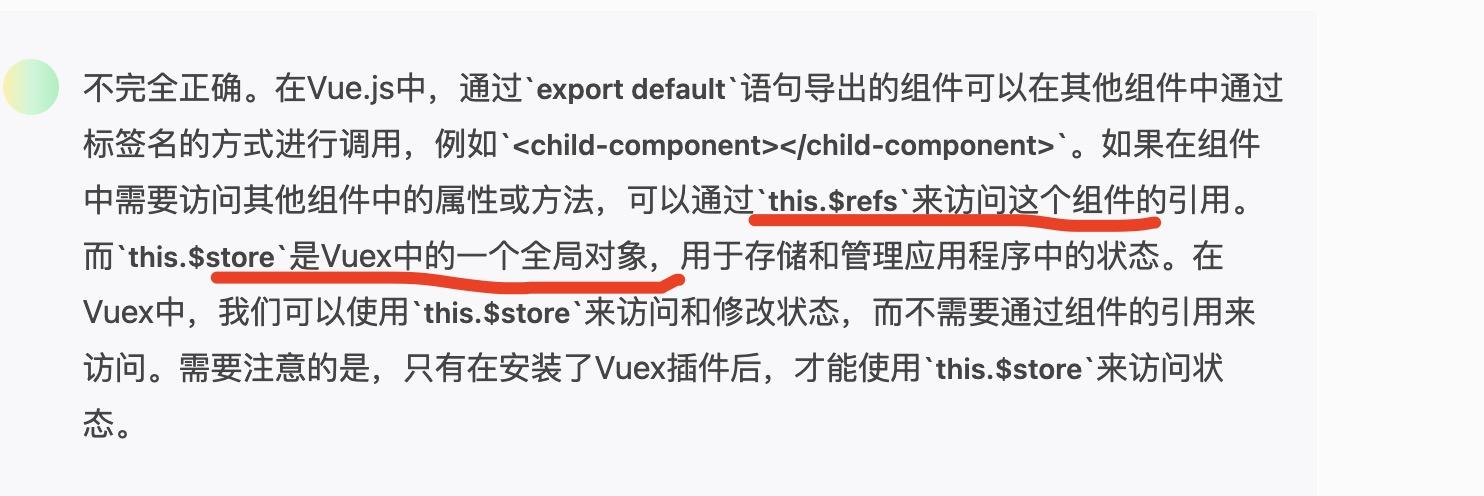 不完全正确。在Vue.js中，通过`export default`语句导出的组件可以在其他组件中通过
标签名的方式进行调用，例如`<child-component></child-component>`。如果在组件
中需要访问其他组件中的属性或方法，可以通过`this.$refs`来访问这个组件的引用。
而`this.$store`是Vuex中的一个全局对象，用于存储和管理应用程序中的状态。在
Vuex中，我们可以使用`this.$store`来访问和修改状态，而不需要通过组件的引用来
访问。需要注意的是，只有在安装了Vuex插件后，才能使用`this.$store`来访问状
态。